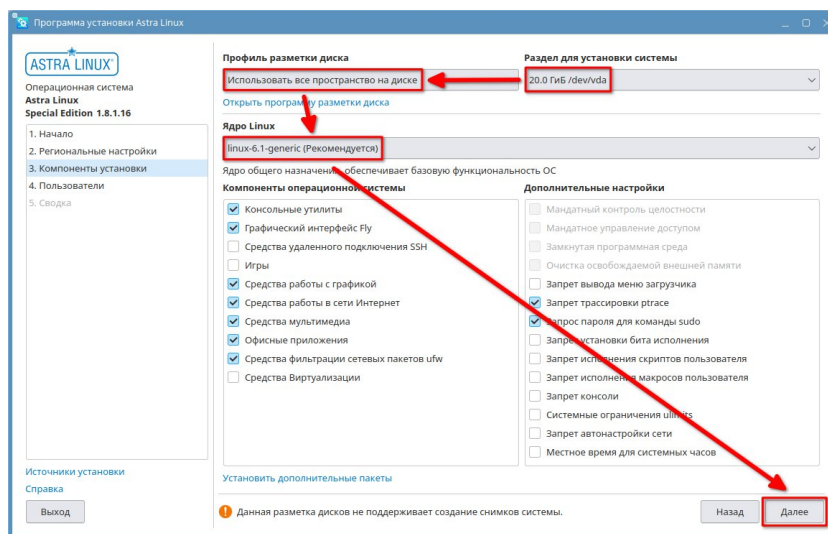 Программа установки Astra Linux
ASTRA LINUX
Операционная система
Astra Linux
Special Edition 1.8.1.16
1. Начало
2. Региональные настройки
3. Компоненты установки
4. Пользователи
5. Сводка
Источники установки
Справка
Выход
Профиль разметки диска
Использовать все пространство на диске
Открыть программу разметки диска
Раздел для установки системы
20.0 ГиБ /dev/vda
Ядро Linux
linux-6.1-generic (Рекомендуется)
Ядро общего назначения, обеспечивает базовую функциональность ОС
Компоненты операционной системы
Консольные утилиты
Графический интерфейс Fly
Средства удаленного подключения SSH
Игры
Средства работы с графикой
Средства работы в сети Интернет
Средства мультимедиа
Офисные приложения
Средства фильтрации сетевых пакетов ufw
Средства Виртуализации
Дополнительные настройки
Мандатный контроль целостности
Мандатное управление доступом
Замкнутая программная среда
Очистка освобождаемой внешней памяти
Запрет вывода меню загрузчика
Запрет трассировки ptrace
Запрос пароля для команды sudo
Запрет установки бита исполнения
Запрет исполнения скриптов пользователя
Запрет исполнения макросов пользователя
Запрет консоли
Системные ограничения ulimits
Запрет автонастройки сети
Местное время для системных часов
Установить дополнительные пакеты
Данная разметка дисков не поддерживает создание снимков системы.
Назад
Далее